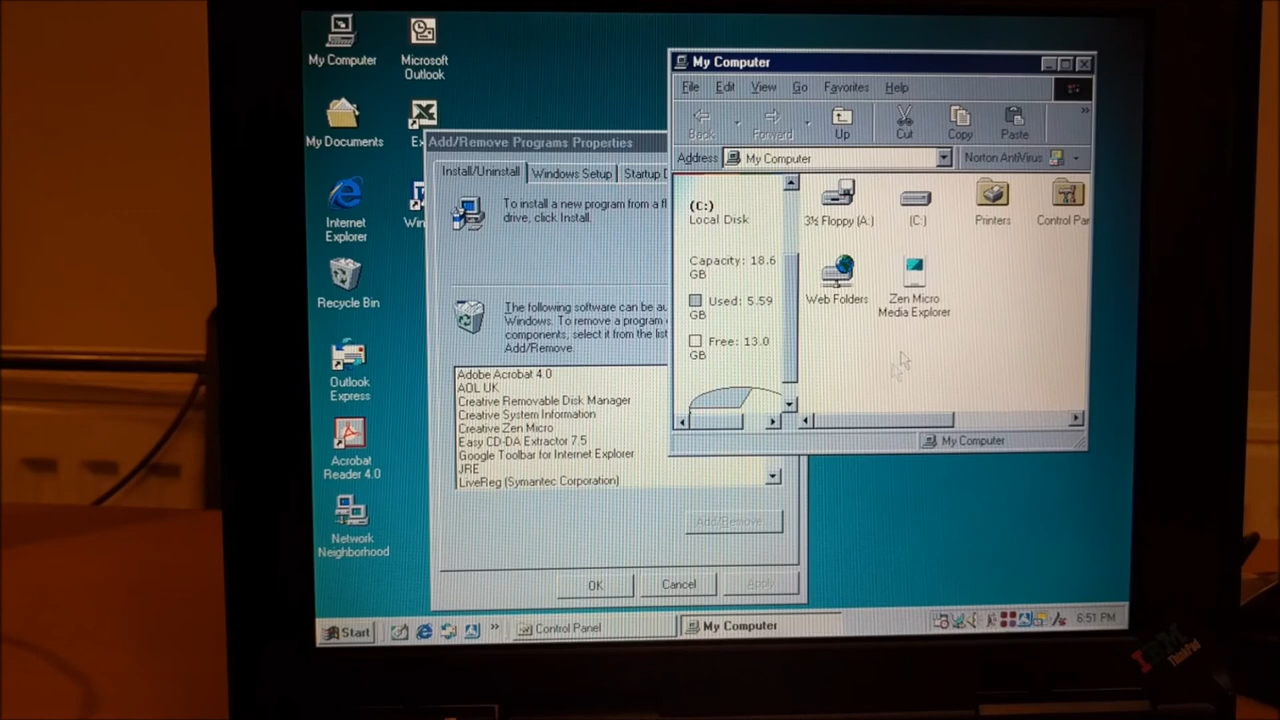 My Computer
Microsoft
Outlook
My Documents
Internet
Explorer
Recycle Bin
Outlook
Express
Acrobat
Reader 4.0
Network
Neighborhood
Add/Remove Programs Properties
Install/Uninstall
Windows Setup
Startup D
To install a new program from a fl
drive, click Install.
The following software can be au
Windows. To remove a program
components, select it from the list
Add/Remove.
Adobe Acrobat 4.0
AOL UK
Creative Removable Disk Manager
Creative System Information
Creative Zen Micro
Easy CD-DA Extractor 7.5
Google Toolbar for Internet Explorer
JRE
LiveReg (Symantec Corporation)
Add/Remove...
OK
Cancel
Apply
My Computer
File Edit View Go Favorites Help
Back
Forward
Up
Cut
Copy
Paste
Address
My Computer
Norton AntiVirus
(C:)
Local Disk
Capacity: 18.6
GB
Used: 5.59
GB
Free: 13.0
GB
3½ Floppy (A:)
(C:)
Printers
Control Par
Web Folders
Zen Micro
Media Explorer
My Computer
Start
Control Panel
My Computer
6:51 PM
IBM
ThinkPad